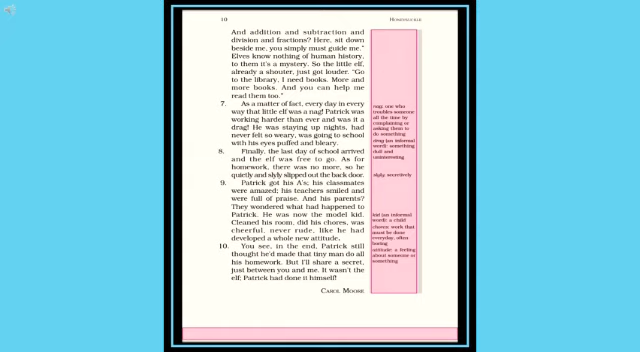 10
HONEYSUCKLE
And addition and subtraction and
division and fractions? Here, sit down
beside me, you simply must guide me."
Elves know nothing of human history,
to them it's a mystery. So the little elf,
already a shouter, just got louder. "Go
to the library, I need books. More and
more books. And you can help me
read them too."
7. As a matter of fact, every day in every
way that little elf was a nag! Patrick was
working harder than ever and was it a
drag! He was staying up nights, had
never felt so weary, was going to school
with his eyes puffed and bleary.
8. Finally, the last day of school arrived
and the elf was free to go. As for
homework, there was no more, so he
quietly and slyly slipped out the back door.
9. Patrick got his A's; his classmates
were amazed; his teachers smiled and
were full of praise. And his parents?
They wondered what had happened to
Patrick. He was now the model kid.
Cleaned his room, did his chores, was
cheerful, never rude, like he had
developed a whole new attitude.
10. You see, in the end, Patrick still
thought he'd made that tiny man do all
his homework. But I'll share a secret,
just between you and me. It wasn't the
elf; Patrick had done it himself!
CAROL MOORE
nag: one who
troubles someone
all the time by
complaining or
asking them to
do something
drag (an informal
word): something
dull and
uninteresting
slyly: secretively
kid (an informal
word): a child
chores: work that
must be done
everyday, often
boring
attitude: a feeling
about someone or
something